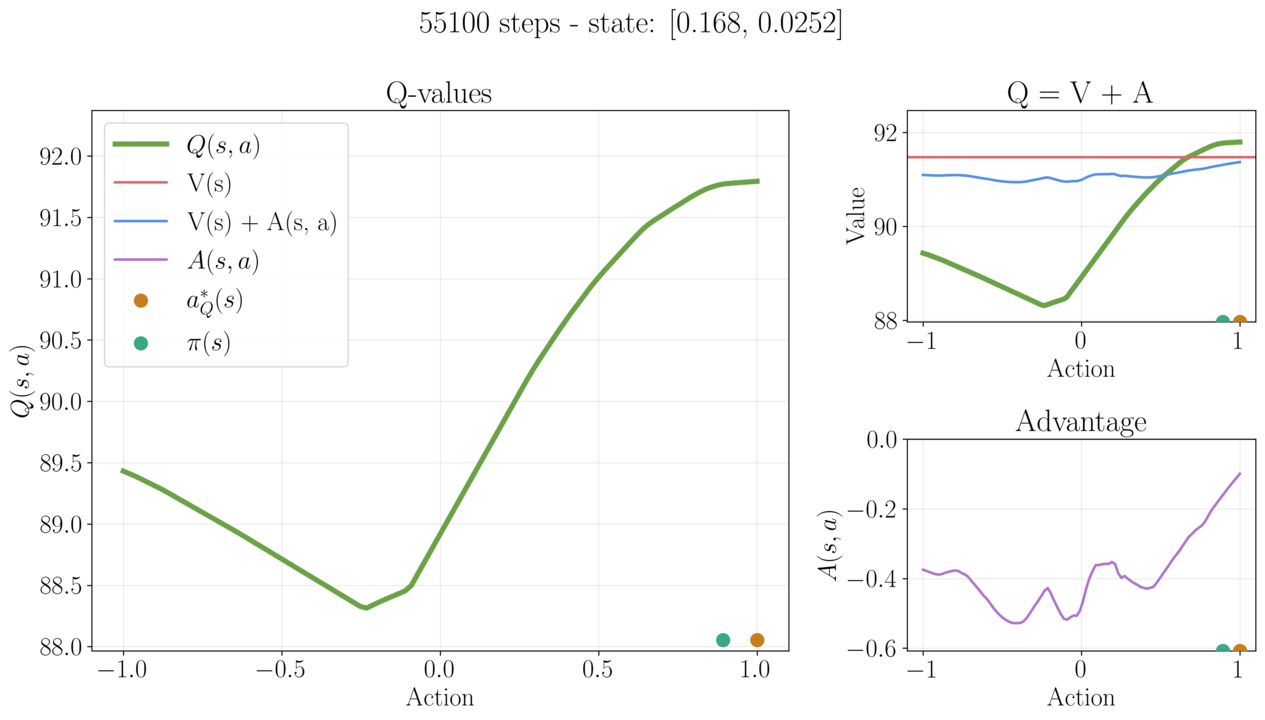 55100 steps - state: [0.168, 0.0252]
Q-values
Q(s, a)
92.0
91.5
91.0
90.5
90.0
89.5
89.0
88.5
88.0
−1.0 −0.5 0.0 0.5 1.0
Action
Q(s, a)
V(s)
V(s) + A(s, a)
A(s, a)
a*_Q(s)
π(s)
Q = V + A
Value
92
90
88
−1 0 1
Action
Advantage
A(s, a)
0.0
−0.2
−0.4
−0.6
−1 0 1
Action